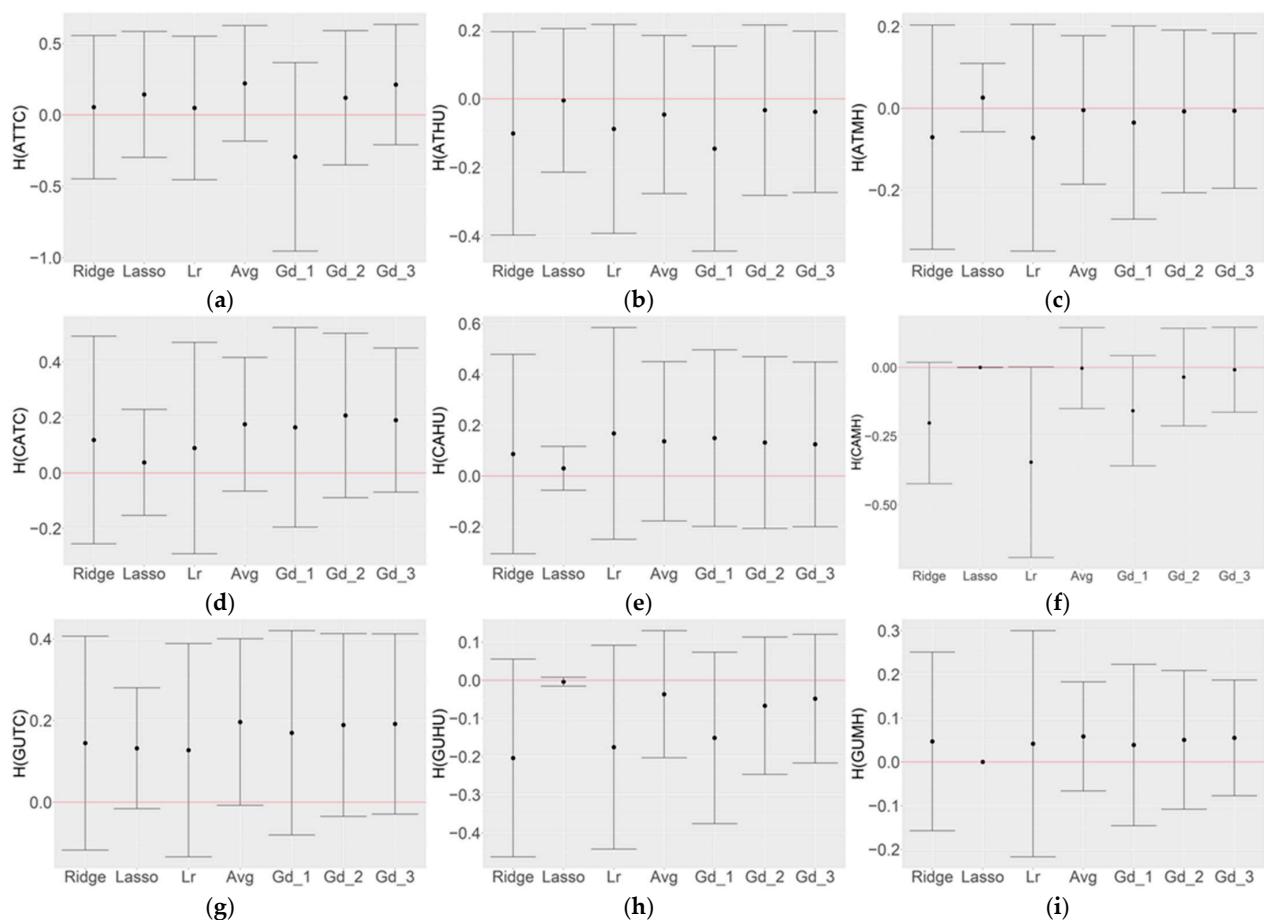 H(ATTC)
0.5
0.0
−0.5
−1.0
Ridge Lasso Lr Avg Gd_1 Gd_2 Gd_3
(a)
H(ATHU)
0.2
0.0
−0.2
−0.4
Ridge Lasso Lr Avg Gd_1 Gd_2 Gd_3
(b)
H(ATMH)
0.2
0.0
−0.2
Ridge Lasso Lr Avg Gd_1 Gd_2 Gd_3
(c)
H(CATC)
0.4
0.2
0.0
−0.2
Ridge Lasso Lr Avg Gd_1 Gd_2 Gd_3
(d)
H(CAHU)
0.6
0.4
0.2
0.0
−0.2
Ridge Lasso Lr Avg Gd_1 Gd_2 Gd_3
(e)
H(CAMH)
0.00
−0.25
−0.50
Ridge Lasso Lr Avg Gd_1 Gd_2 Gd_3
(f)
H(GUTC)
0.4
0.2
0.0
Ridge Lasso Lr Avg Gd_1 Gd_2 Gd_3
(g)
H(GUHU)
0.1
0.0
−0.1
−0.2
−0.3
−0.4
Ridge Lasso Lr Avg Gd_1 Gd_2 Gd_3
(h)
H(GUMH)
0.3
0.2
0.1
0.0
−0.1
−0.2
Ridge Lasso Lr Avg Gd_1 Gd_2 Gd_3
(i)